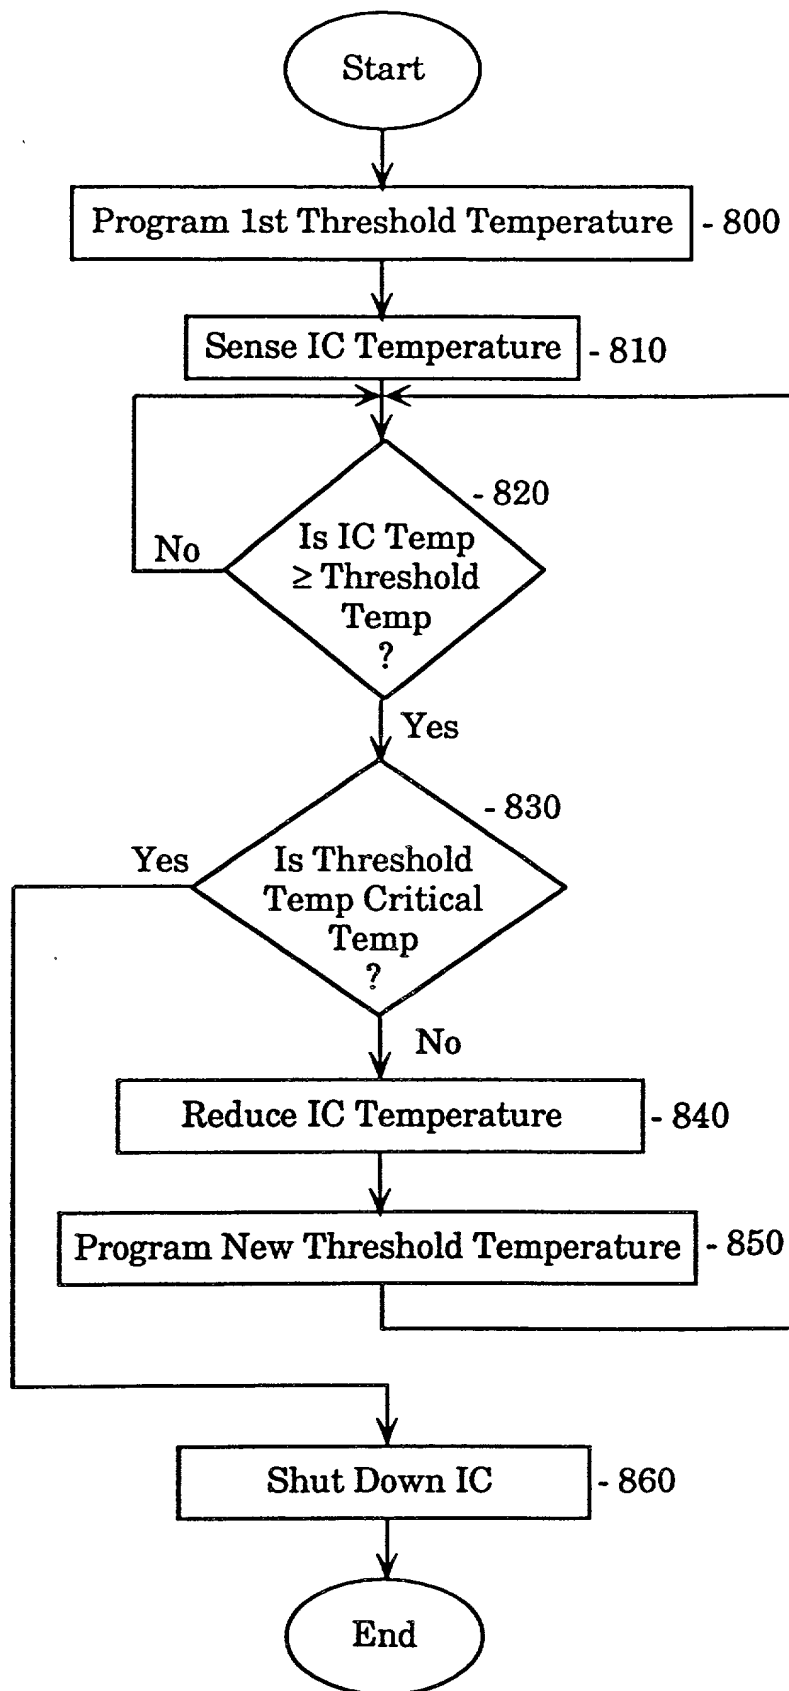 Start
Program 1st Threshold Temperature - 800
Sense IC Temperature - 810
- 820
Is IC Temp
≥ Threshold
Temp
?
No
Yes
- 830
Yes
Is Threshold
Temp Critical
Temp
?
No
Reduce IC Temperature - 840
Program New Threshold Temperature - 850
Shut Down IC - 860
End